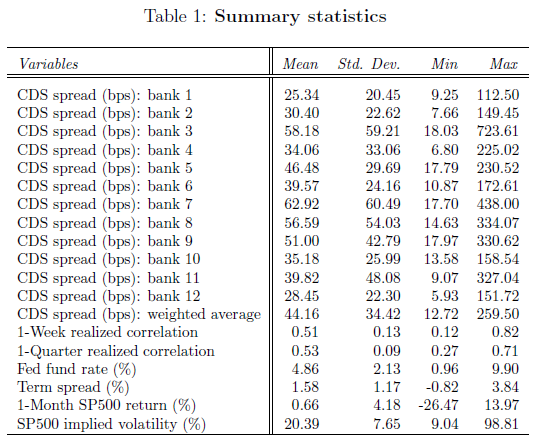 Table 1: Summary statistics
Variables Mean Std. Dev. Min Max
CDS spread (bps): bank 1 25.34 20.45 9.25 112.50
CDS spread (bps): bank 2 30.40 22.62 7.66 149.45
CDS spread (bps): bank 3 58.18 59.21 18.03 723.61
CDS spread (bps): bank 4 34.06 33.06 6.80 225.02
CDS spread (bps): bank 5 46.48 29.69 17.79 230.52
CDS spread (bps): bank 6 39.57 24.16 10.87 172.61
CDS spread (bps): bank 7 62.92 60.49 17.70 438.00
CDS spread (bps): bank 8 56.59 54.03 14.63 334.07
CDS spread (bps): bank 9 51.00 42.79 17.97 330.62
CDS spread (bps): bank 10 35.18 25.99 13.58 158.54
CDS spread (bps): bank 11 39.82 48.08 9.07 327.04
CDS spread (bps): bank 12 28.45 22.30 5.93 151.72
CDS spread (bps): weighted average 44.16 34.42 12.72 259.50
1-Week realized correlation 0.51 0.13 0.12 0.82
1-Quarter realized correlation 0.53 0.09 0.27 0.71
Fed fund rate (%) 4.86 2.13 0.96 9.90
Term spread (%) 1.58 1.17 -0.82 3.84
1-Month SP500 return (%) 0.66 4.18 -26.47 13.97
SP500 implied volatility (%) 20.39 7.65 9.04 98.81